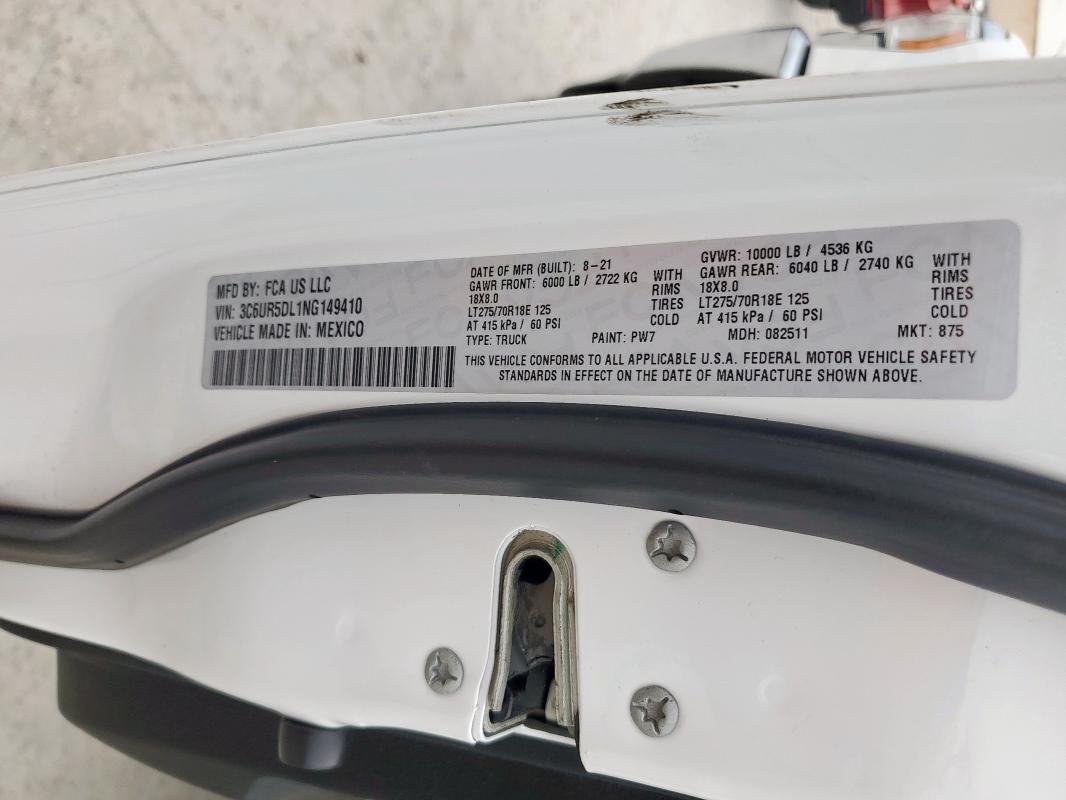 MFD BY: FCA US LLC
VIN: 3C6UR5DL1NG149410
VEHICLE MADE IN: MEXICO
DATE OF MFR (BUILT): 8-21
GAWR FRONT: 6000 LB / 2722 KG WITH
18X8.0 RIMS
LT275/70R18E 125 TIRES
AT 415 kPa / 60 PSI COLD
TYPE: TRUCK PAINT: PW7
GVWR: 10000 LB / 4536 KG
GAWR REAR: 6040 LB / 2740 KG WITH
18X8.0 RIMS
LT275/70R18E 125 TIRES
AT 415 kPa / 60 PSI COLD
MDH: 082511 MKT: 875
THIS VEHICLE CONFORMS TO ALL APPLICABLE U.S.A. FEDERAL MOTOR VEHICLE SAFETY
STANDARDS IN EFFECT ON THE DATE OF MANUFACTURE SHOWN ABOVE.